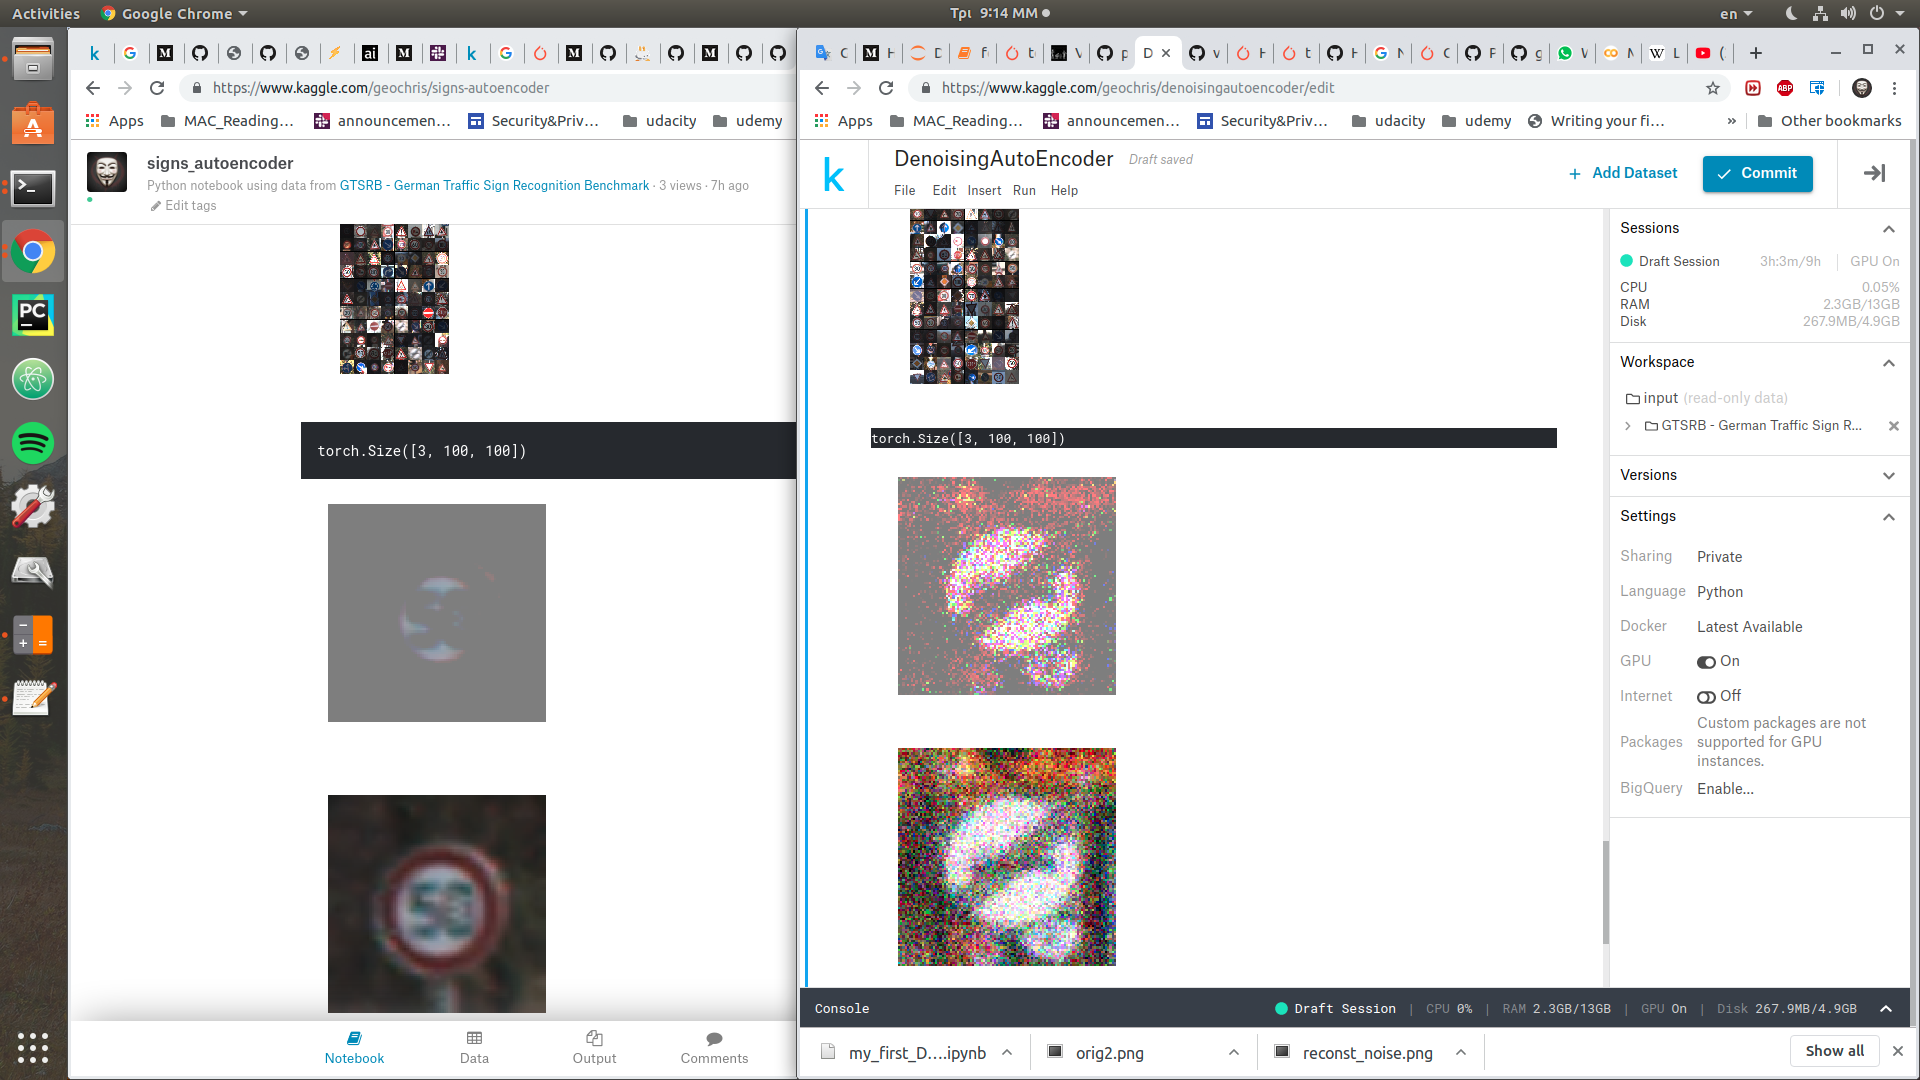 Activities
Google Chrome
Τρι 9:14 ΜΜ
en
https://www.kaggle.com/geochris/signs-autoencoder
Apps
MAC_Reading...
announcemen...
Security&Priv...
udacity
udemy
signs_autoencoder
Python notebook using data from GTSRB - German Traffic Sign Recognition Benchmark · 3 views · 7h ago
Edit tags
torch.Size([3, 100, 100])
Notebook
Data
Output
Comments
https://www.kaggle.com/geochris/denoisingautoencoder/edit
Apps
MAC_Reading...
announcemen...
Security&Priv...
udacity
udemy
Writing your fi...
»
Other bookmarks
DenoisingAutoEncoder
Draft saved
File Edit Insert Run Help
+ Add Dataset
Commit
torch.Size([3, 100, 100])
Sessions
Draft Session 3h:3m/9h GPU On
CPU 0.05%
RAM 2.3GB/13GB
Disk 267.9MB/4.9GB
Workspace
input (read-only data)
GTSRB - German Traffic Sign R...
Versions
Settings
Sharing Private
Language Python
Docker Latest Available
GPU On
Internet Off
Packages Custom packages are not
supported for GPU
instances.
BigQuery Enable...
Console
Draft Session | CPU 0% | RAM 2.3GB/13GB | GPU On | Disk 267.9MB/4.9GB
my_first_D....ipynb
orig2.png
reconst_noise.png
Show all